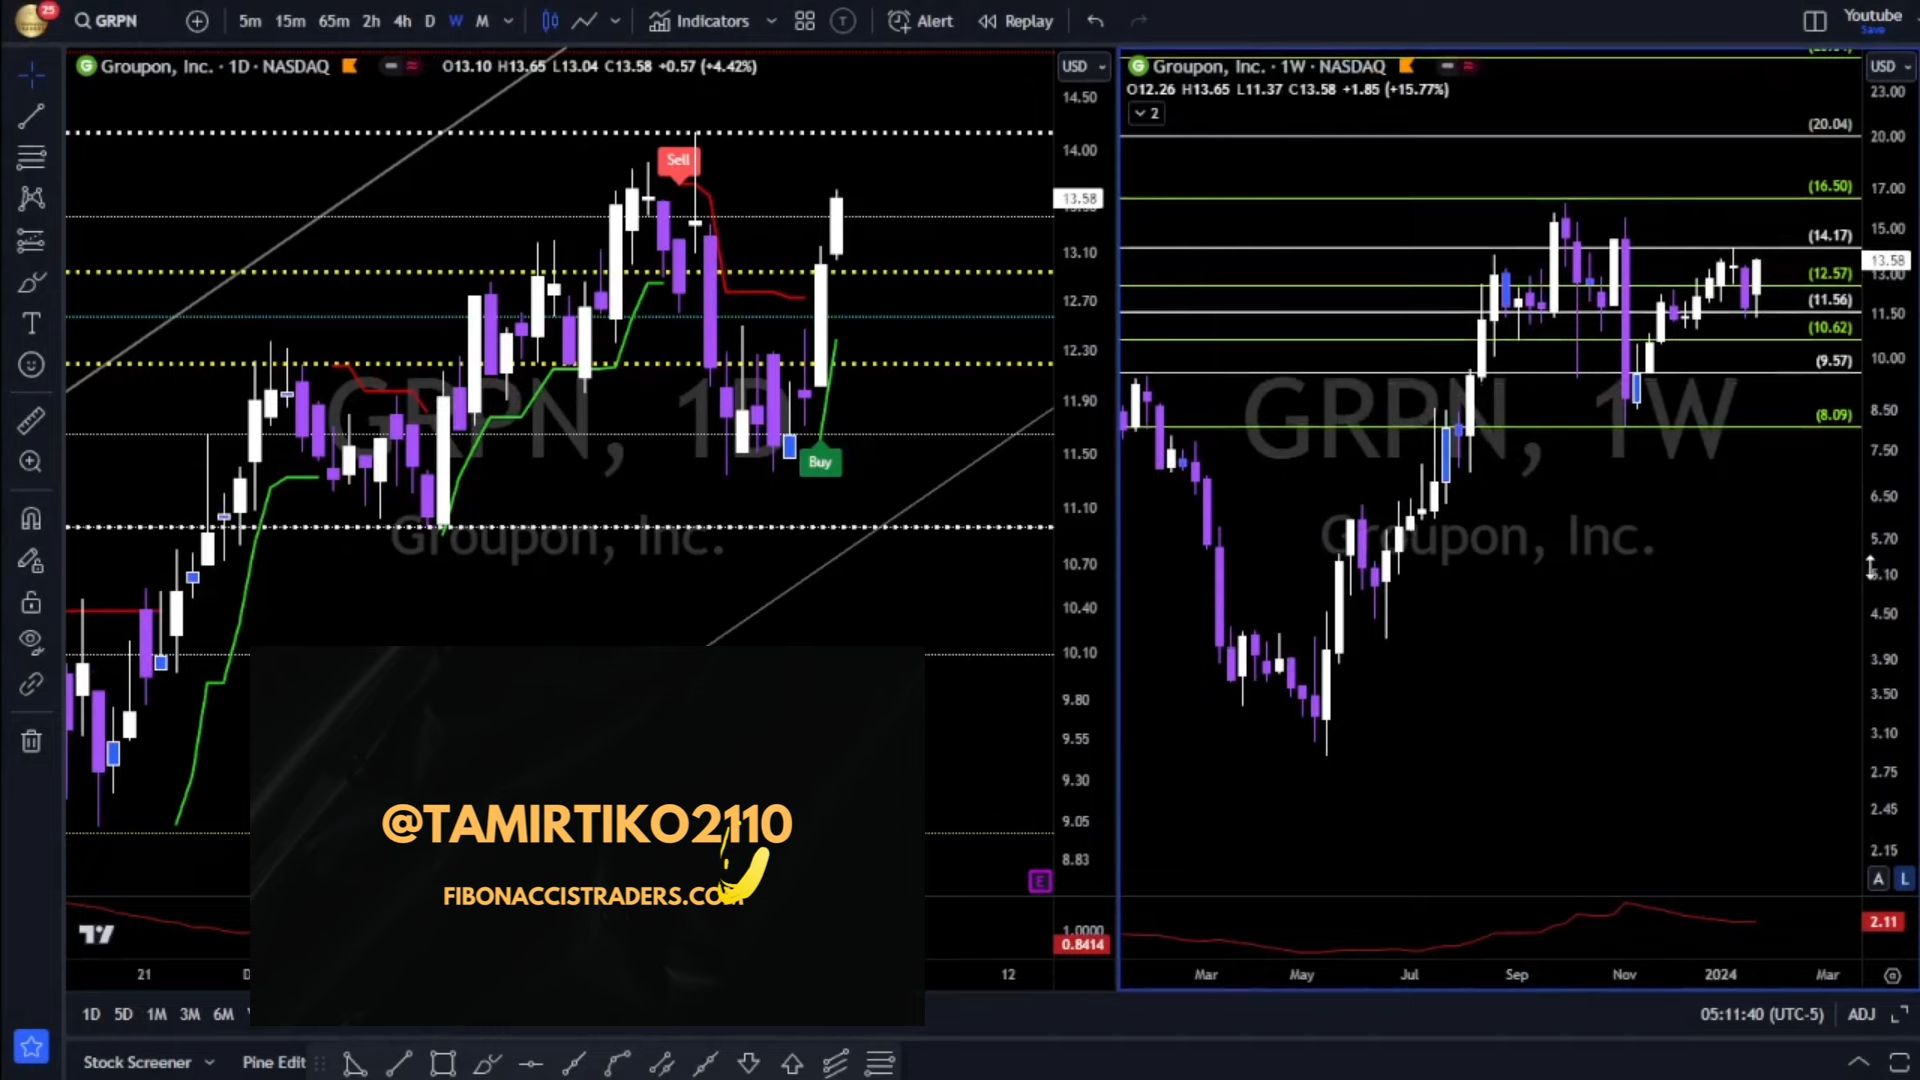 25
GRPN
5m 15m 65m 2h 4h D W M
Indicators
T
Alert
Replay
Youtube
Save
Groupon, Inc. · 1D · NASDAQ
O13.10 H13.65 L13.04 C13.58 +0.57 (+4.42%)
USD
14.50
14.00
13.58
13.10
12.70
12.30
11.90
11.50
11.10
10.70
10.40
10.10
9.80
9.55
9.30
9.05
8.83
1.0000
0.8414
Sell
Buy
GRPN, 1D
Groupon, Inc.
E
21
12
@TAMIRTIKO2110
FIBONACCISTRADERS.COM
Groupon, Inc. · 1W · NASDAQ
O12.26 H13.65 L11.37 C13.58 +1.85 (+15.77%)
2
USD
23.00
20.00
17.00
15.00
13.58
13.00
11.50
10.00
8.50
7.50
6.50
5.70
5.10
4.50
3.90
3.50
3.10
2.75
2.45
2.15
(20.04)
(16.50)
(14.17)
(12.57)
(11.56)
(10.62)
(9.57)
(8.09)
GRPN, 1W
Groupon, Inc.
A L
2.11
Mar May Jul Sep Nov 2024 Mar
1D 5D 1M 3M 6M
05:11:40 (UTC-5) ADJ
Stock Screener
Pine Edit